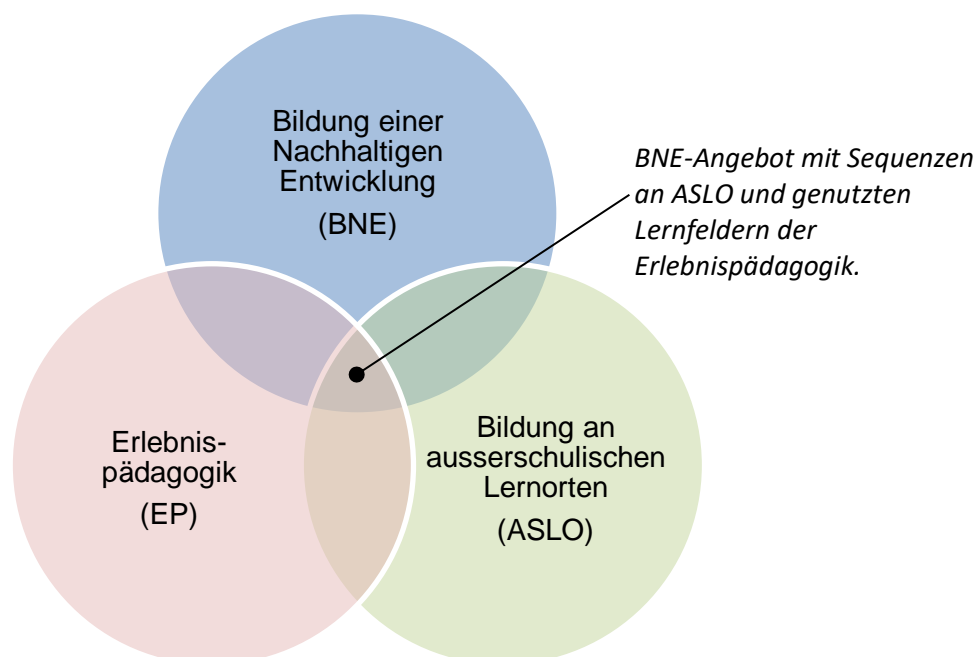 Bildung einer
Nachhaltigen
Entwicklung
(BNE)
BNE-Angebot mit Sequenzen
an ASLO und genutzten
Lernfeldern der
Erlebnispädagogik.
Erlebnis-
pädagogik
(EP)
Bildung an
ausserschulischen
Lernorten
(ASLO)